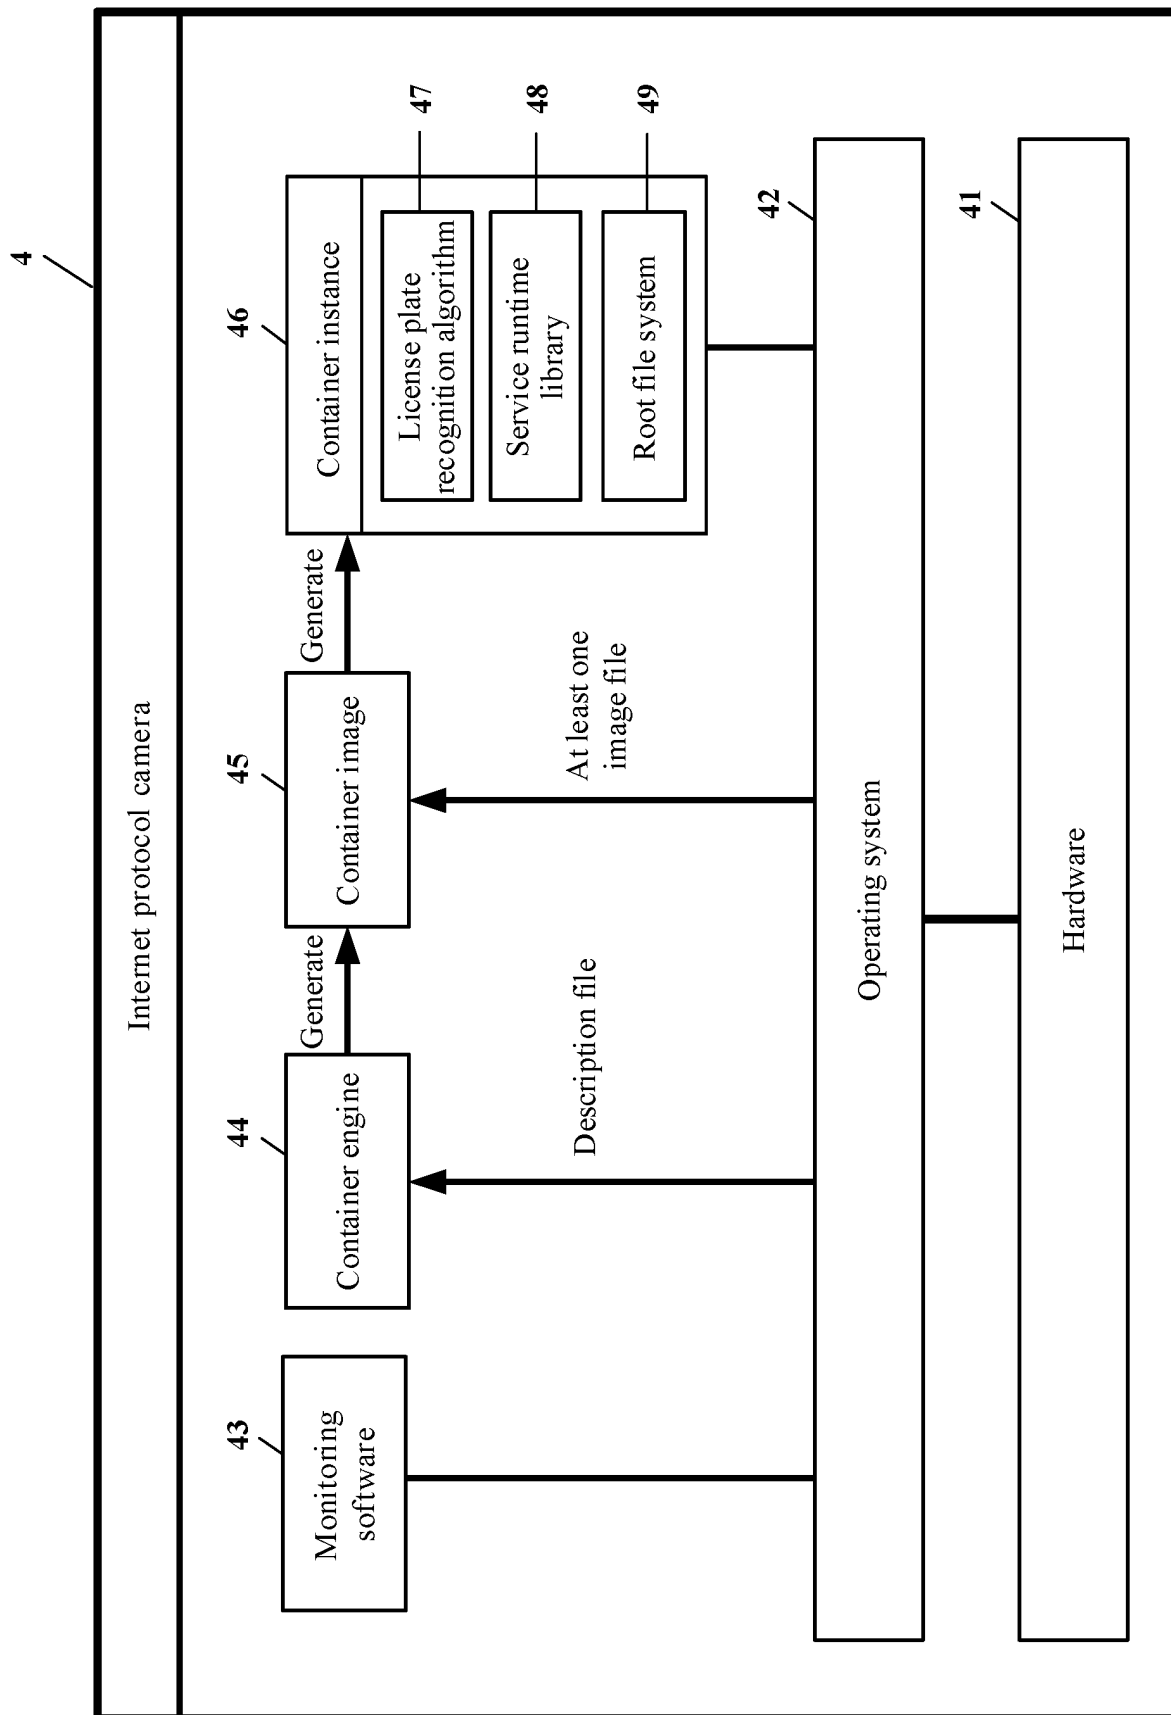 4
Internet protocol camera
43
Monitoring
software
44
Container engine
Generate
45
Container image
Generate
46
Container instance
License plate
recognition algorithm
47
Service runtime
library
48
Root file system
49
Description file
At least one
image file
42
Operating system
41
Hardware